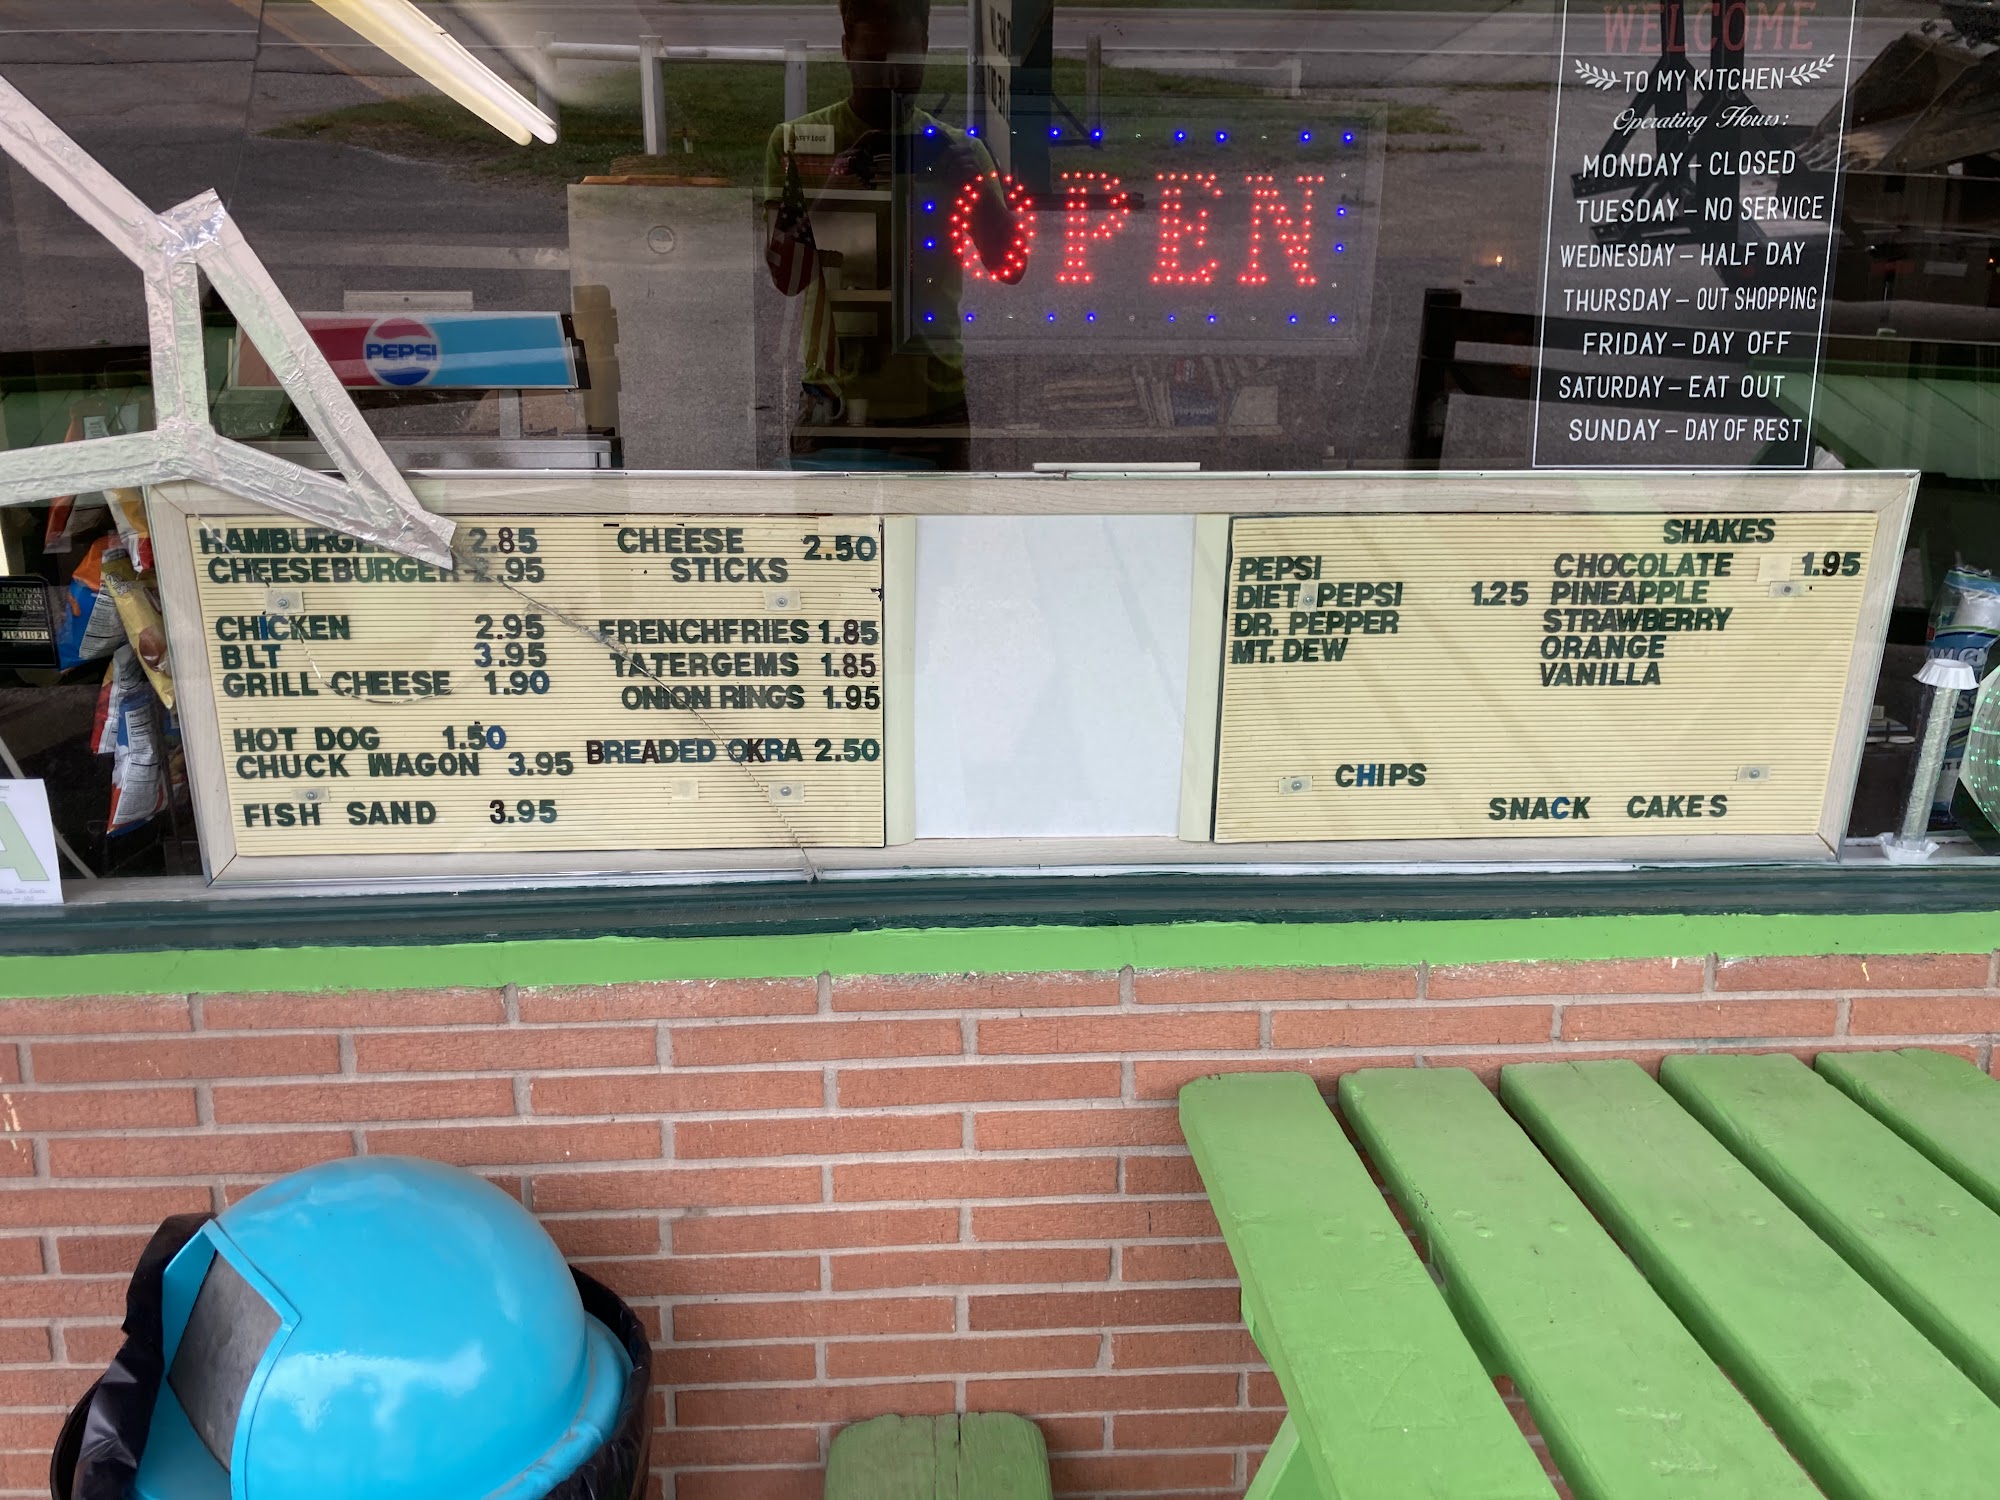 WELCOME
TO MY KITCHEN
Operating Hours:
MONDAY – CLOSED
TUESDAY – NO SERVICE
WEDNESDAY – HALF DAY
THURSDAY – OUT SHOPPING
FRIDAY – DAY OFF
SATURDAY – EAT OUT
SUNDAY – DAY OF REST
OPEN
PEPSI
MEMBER
HAMBURGER 2.85
CHEESEBURGER 2.95
CHICKEN 2.95
BLT 3.95
GRILL CHEESE 1.90
HOT DOG 1.50
CHUCK WAGON 3.95
FISH SAND 3.95
CHEESE
STICKS 2.50
FRENCHFRIES 1.85
TATERGEMS 1.85
ONION RINGS 1.95
BREADED OKRA 2.50
PEPSI
DIET PEPSI 1.25
DR. PEPPER
MT. DEW
SHAKES
CHOCOLATE 1.95
PINEAPPLE
STRAWBERRY
ORANGE
VANILLA
CHIPS
SNACK CAKES
A